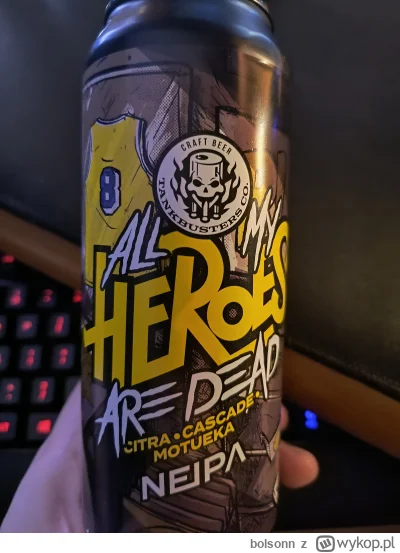 8
CRAFT BEER
TANKBUSTERS CO.
ALL MY
HEROES
ARE DEAD
CITRA • CASCADE •
MOTUEKA
NEIPA
bolsonn z wykop.pl